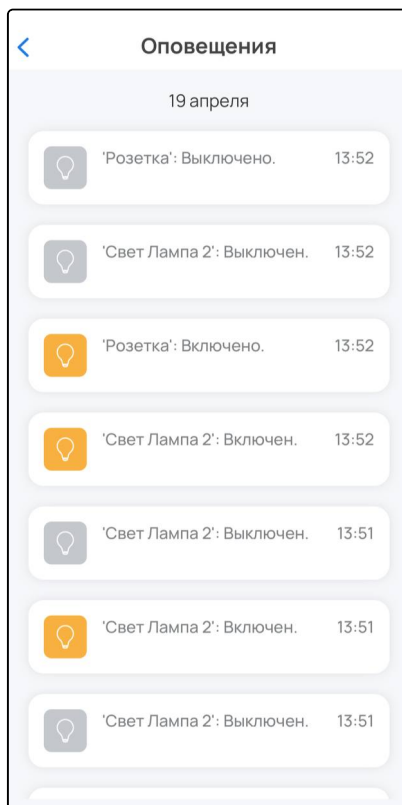 Оповещения
19 апреля
'Розетка': Выключено. 13:52
'Свет Лампа 2': Выключен. 13:52
'Розетка': Включено. 13:52
'Свет Лампа 2': Включен. 13:52
'Свет Лампа 2': Выключен. 13:51
'Свет Лампа 2': Включен. 13:51
'Свет Лампа 2': Выключен. 13:51